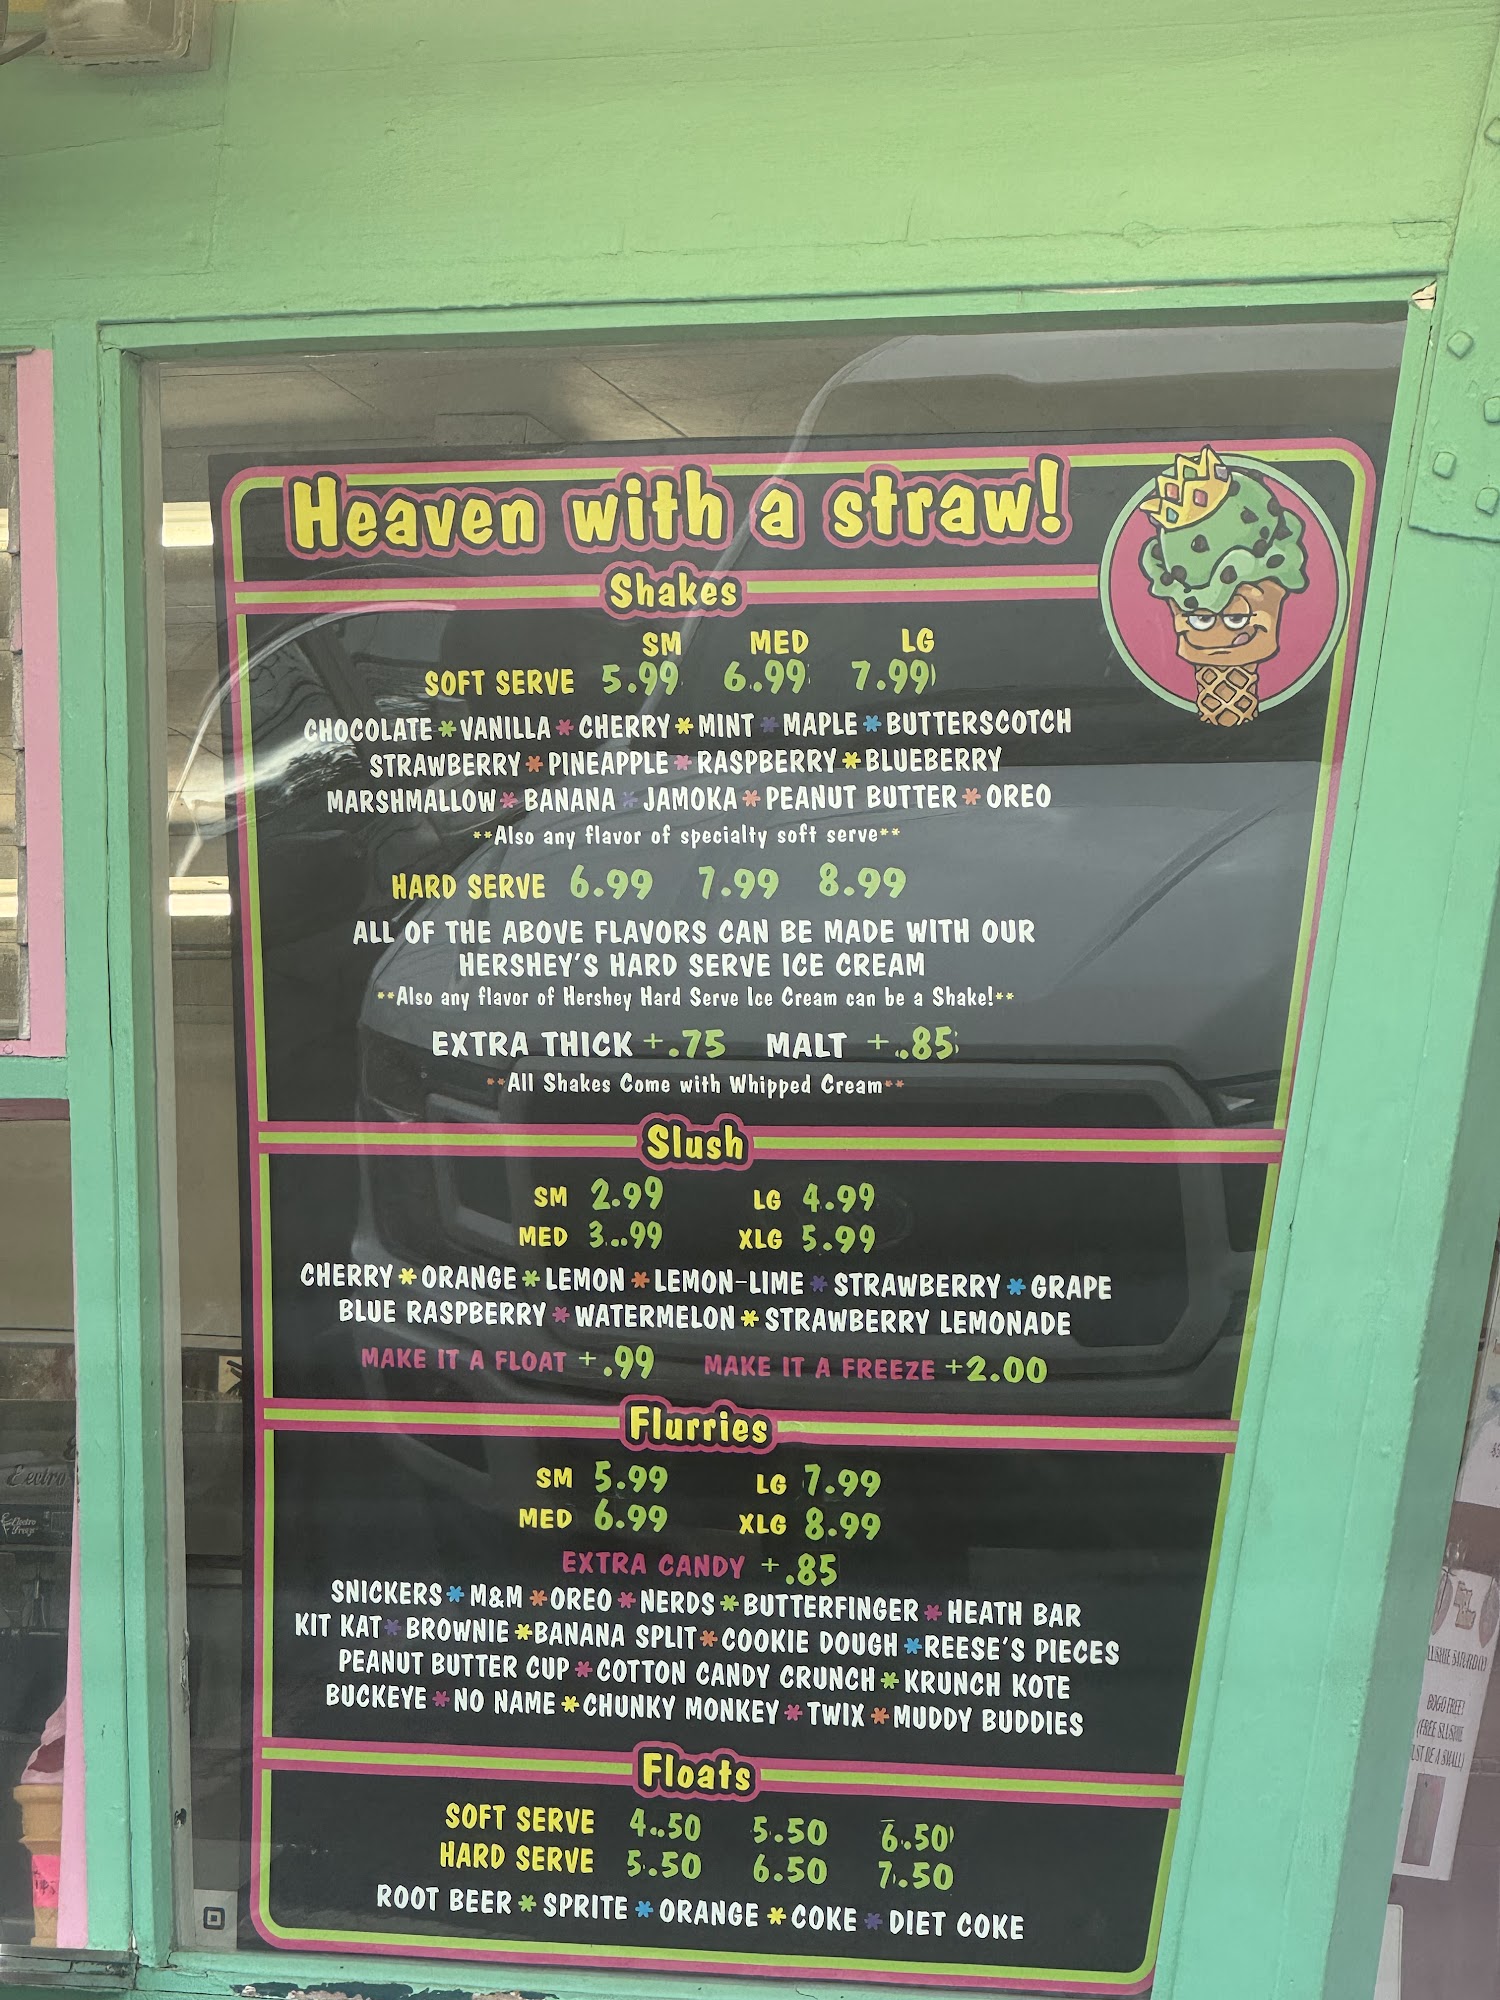 Heaven with a straw!
Shakes
SM MED LG
SOFT SERVE 5.99 6.99 7.99
CHOCOLATE * VANILLA * CHERRY * MINT * MAPLE * BUTTERSCOTCH
STRAWBERRY * PINEAPPLE * RASPBERRY * BLUEBERRY
MARSHMALLOW * BANANA * JAMOKA * PEANUT BUTTER * OREO
**Also any flavor of specialty soft serve**
HARD SERVE 6.99 7.99 8.99
ALL OF THE ABOVE FLAVORS CAN BE MADE WITH OUR
HERSHEY'S HARD SERVE ICE CREAM
**Also any flavor of Hershey Hard Serve Ice Cream can be a Shake!**
EXTRA THICK +.75 MALT +.85
**All Shakes Come with Whipped Cream**
Slush
SM 2.99 LG 4.99
MED 3.99 XLG 5.99
CHERRY * ORANGE * LEMON * LEMON-LIME * STRAWBERRY * GRAPE
BLUE RASPBERRY * WATERMELON * STRAWBERRY LEMONADE
MAKE IT A FLOAT +.99 MAKE IT A FREEZE +2.00
Flurries
SM 5.99 LG 7.99
MED 6.99 XLG 8.99
EXTRA CANDY +.85
SNICKERS * M&M * OREO * NERDS * BUTTERFINGER * HEATH BAR
KIT KAT * BROWNIE * BANANA SPLIT * COOKIE DOUGH * REESE'S PIECES
PEANUT BUTTER CUP * COTTON CANDY CRUNCH * KRUNCH KOTE
BUCKEYE * NO NAME * CHUNKY MONKEY * TWIX * MUDDY BUDDIES
Floats
SOFT SERVE 4.50 5.50 6.50
HARD SERVE 5.50 6.50 7.50
ROOT BEER * SPRITE * ORANGE * COKE * DIET COKE
BOGO FREE!
(FREE SLUSHIE